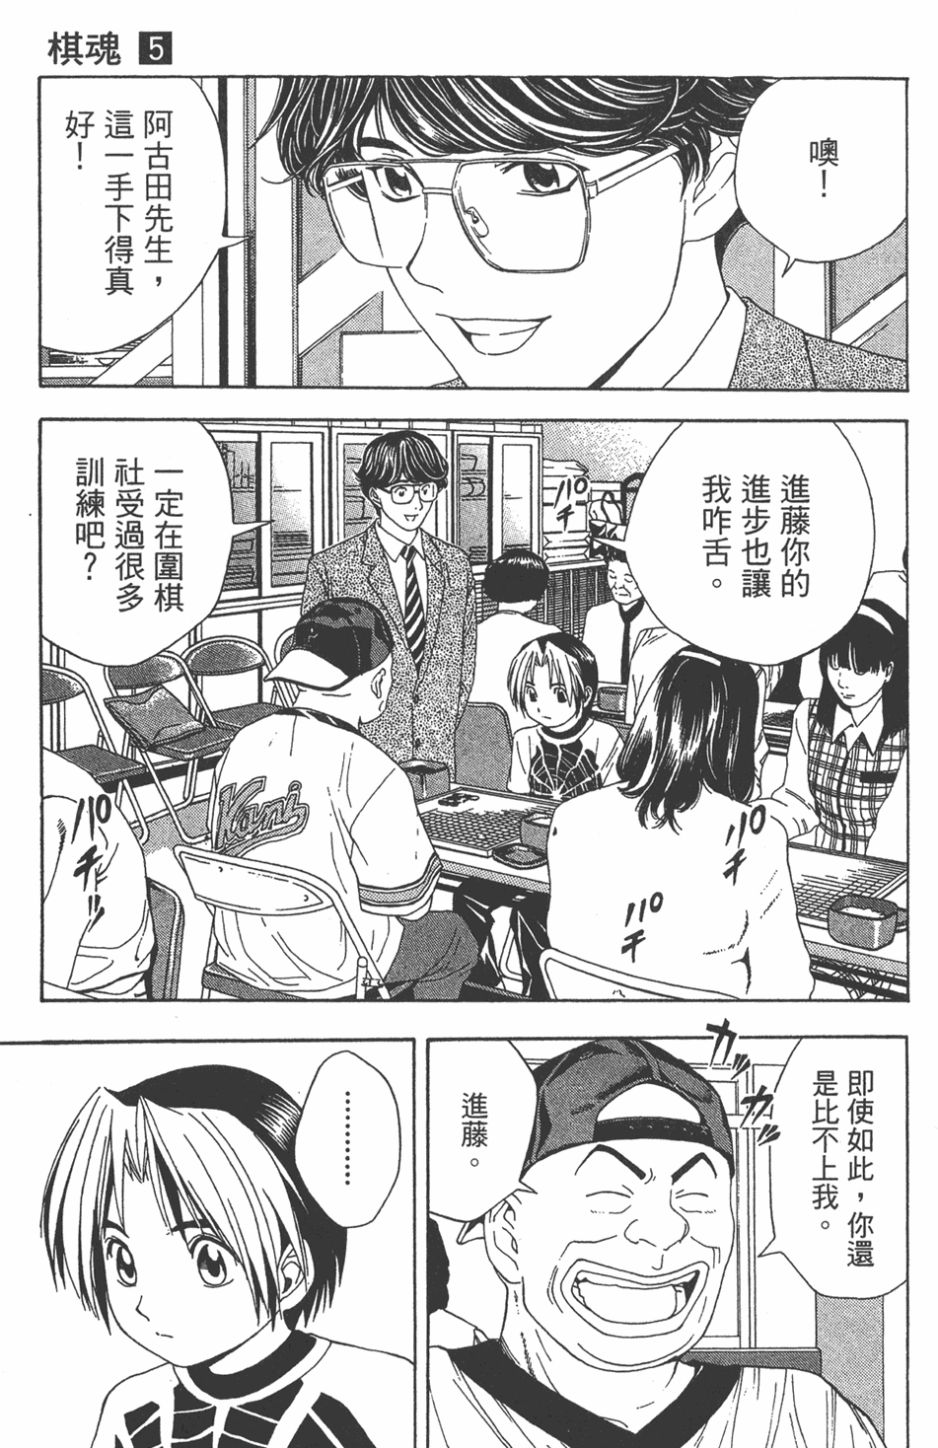 棋魂 5
噢！
阿古田先生，
這一手下得真
好！
進藤你的
進步也讓
我咋舌。
一定在圍棋
社受過很多
訓練吧？
パチ
Kani
パチ
パチ
パチ
即使如此，你還
是比不上我。
カカ
進藤。
⋯⋯⋯